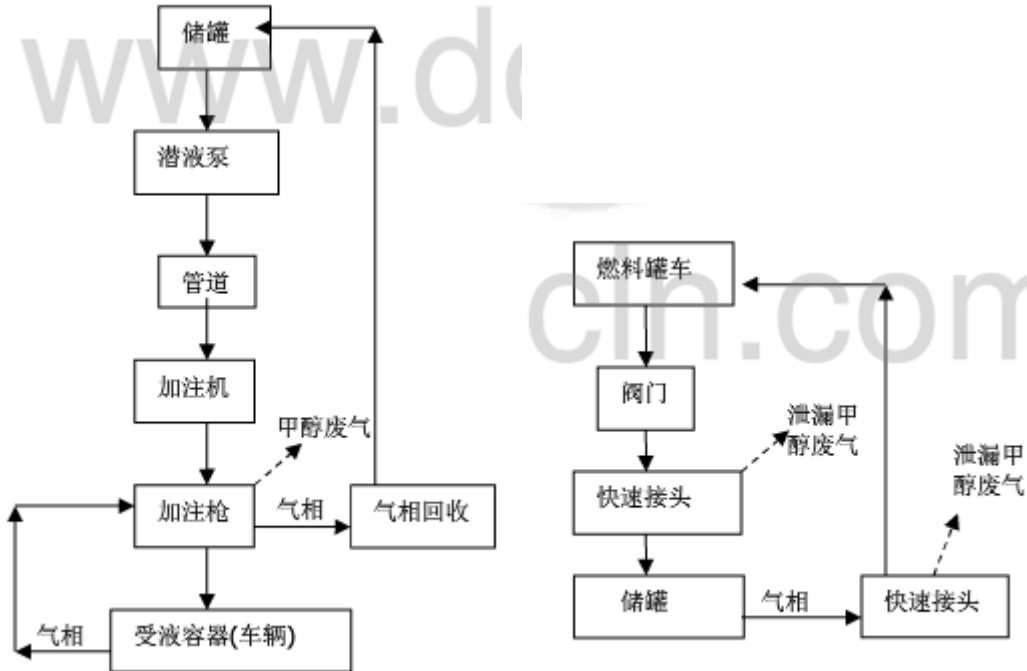 储罐
潜液泵
管道
加注机
甲醇废气
加注枪
气相
气相回收
气相
受液容器(车辆)
燃料罐车
阀门
泄漏甲
醇废气
快速接头
泄漏甲
醇废气
储罐
气相
快速接头
www.do
cln.com